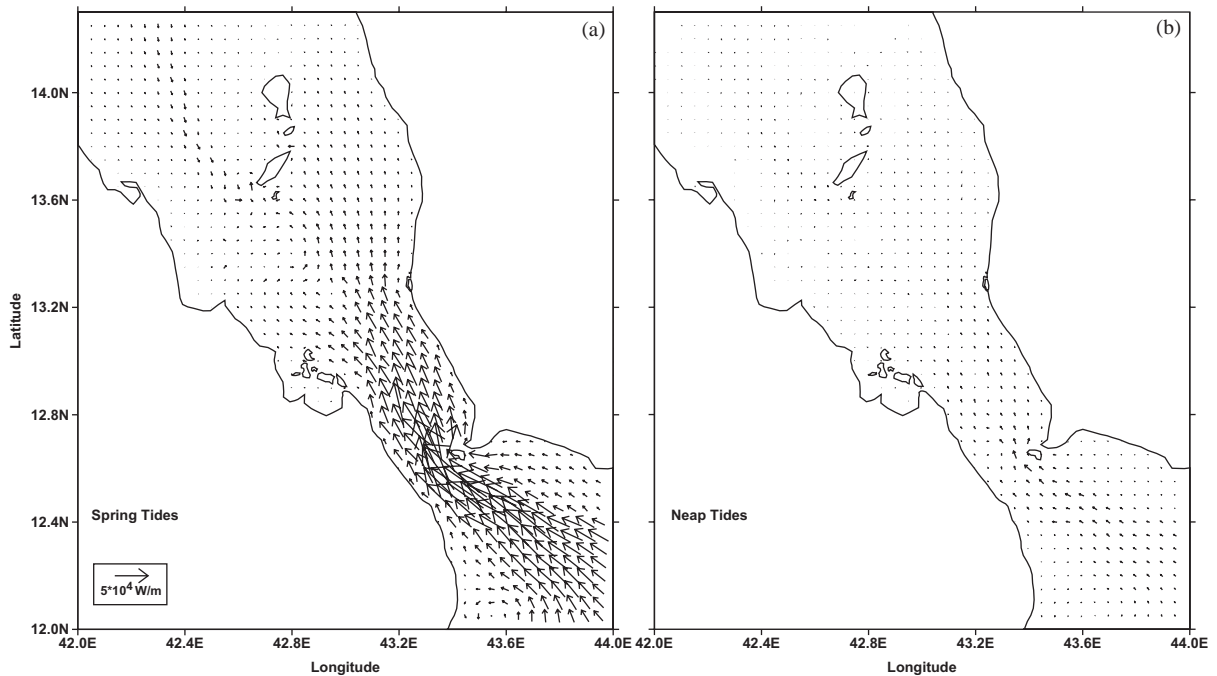 (a)
(b)
14.0N
13.6N
13.2N
12.8N
12.4N
12.0N
Latitude
Spring Tides
5*10⁴ W/m
Neap Tides
42.0E 42.4E 42.8E 43.2E 43.6E 44.0E
42.0E 42.4E 42.8E 43.2E 43.6E 44.0E
Longitude
Longitude